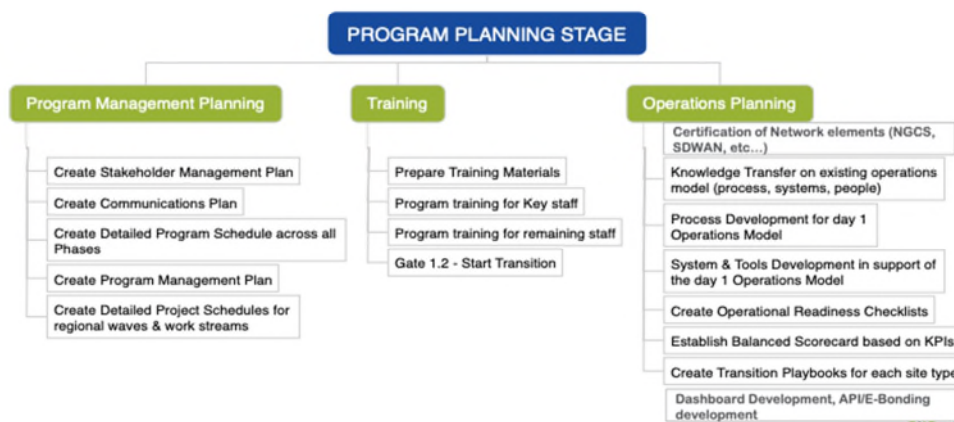 PROGRAM PLANNING STAGE
Program Management Planning
Create Stakeholder Management Plan
Create Communications Plan
Create Detailed Program Schedule across all
Phases
Create Program Management Plan
Create Detailed Project Schedules for
regional waves & work streams
Training
Prepare Training Materials
Program training for Key staff
Program training for remaining staff
Gate 1.2 - Start Transition
Operations Planning
Certification of Network elements (NGCS,
SDWAN, etc...)
Knowledge Transfer on existing operations
model (process, systems, people)
Process Development for day 1
Operations Model
System & Tools Development in support of
the day 1 Operations Model
Create Operational Readiness Checklists
Establish Balanced Scorecard based on KPIs
Create Transition Playbooks for each site type
Dashboard Development, API/E-Bonding
development